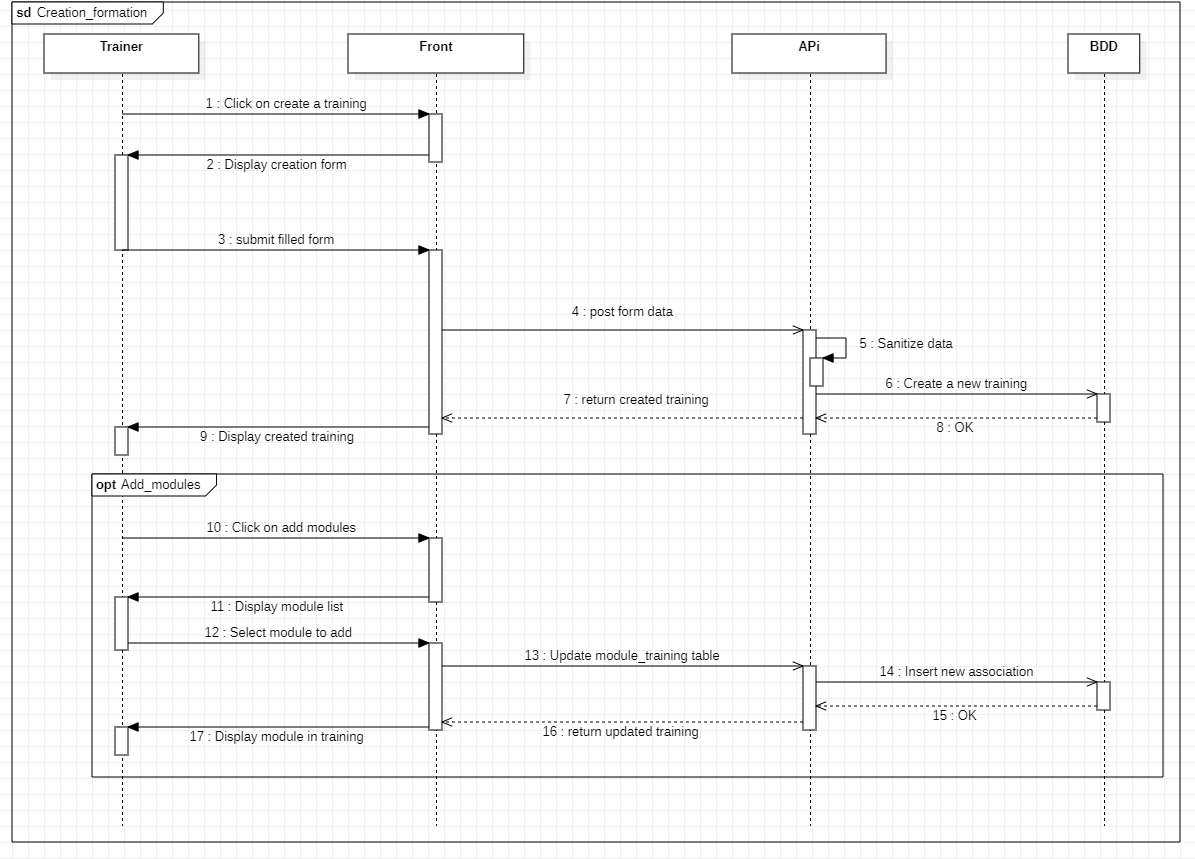 sd Creation_formation
Trainer
Front
APi
BDD
1 : Click on create a training
2 : Display creation form
3 : submit filled form
4 : post form data
5 : Sanitize data
6 : Create a new training
7 : return created training
8 : OK
9 : Display created training
opt Add_modules
10 : Click on add modules
11 : Display module list
12 : Select module to add
13 : Update module_training table
14 : Insert new association
15 : OK
16 : return updated training
17 : Display module in training